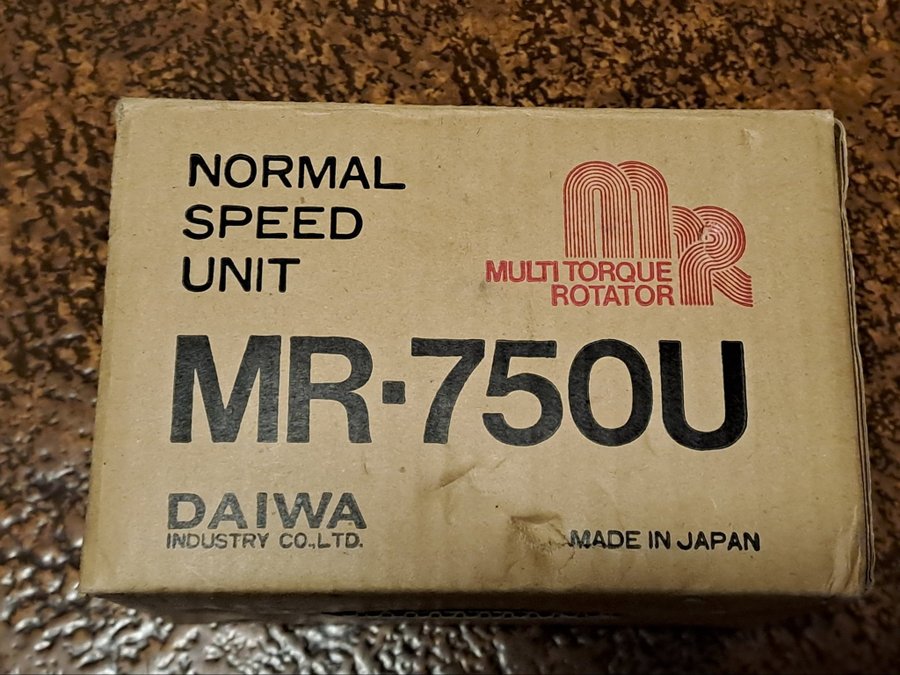 NORMAL
SPEED
UNIT
mR
MULTI TORQUE
ROTATOR
MR-750U
DAIWA
INDUSTRY CO.,LTD.
MADE IN JAPAN